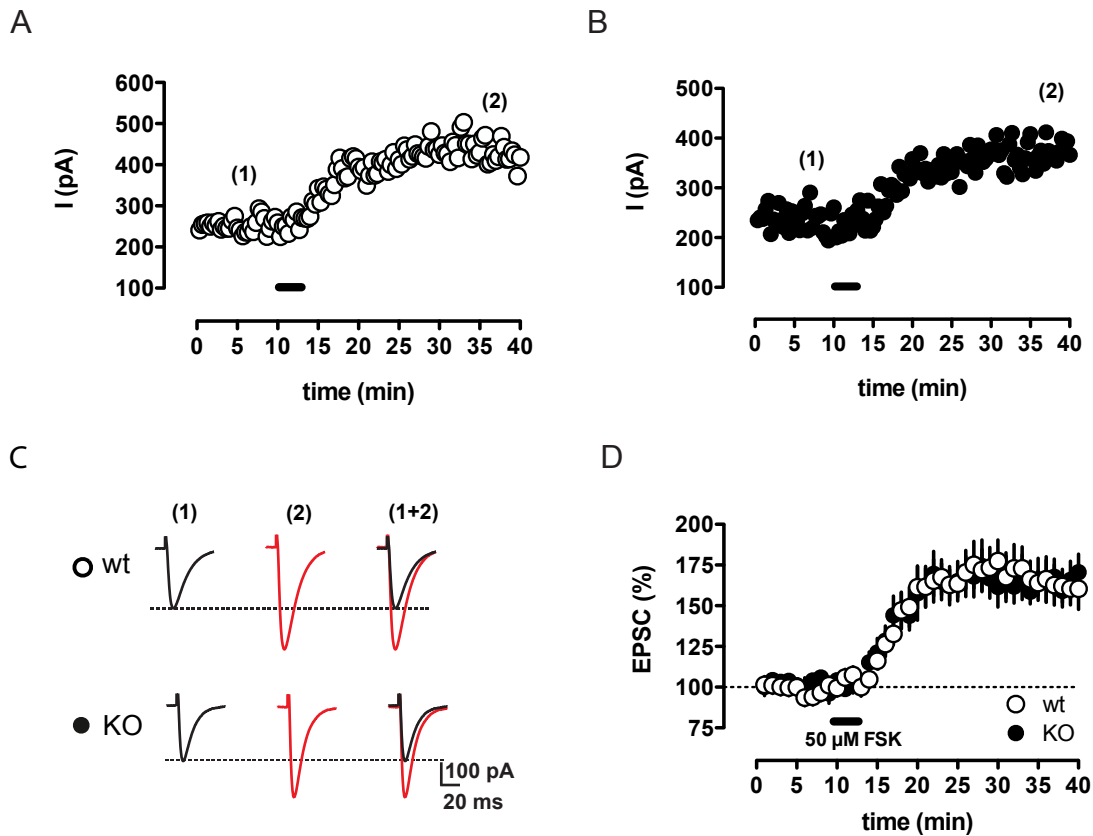 A
600
500
400
300
200
100
I (pA)
(1)
(2)
0 5 10 15 20 25 30 35 40
time (min)
B
500
400
300
200
100
I (pA)
(1)
(2)
0 5 10 15 20 25 30 35 40
time (min)
C
(1) (2) (1+2)
wt
KO
100 pA
20 ms
D
200
175
150
125
100
75
EPSC (%)
50 µM FSK
wt
KO
0 5 10 15 20 25 30 35 40
time (min)